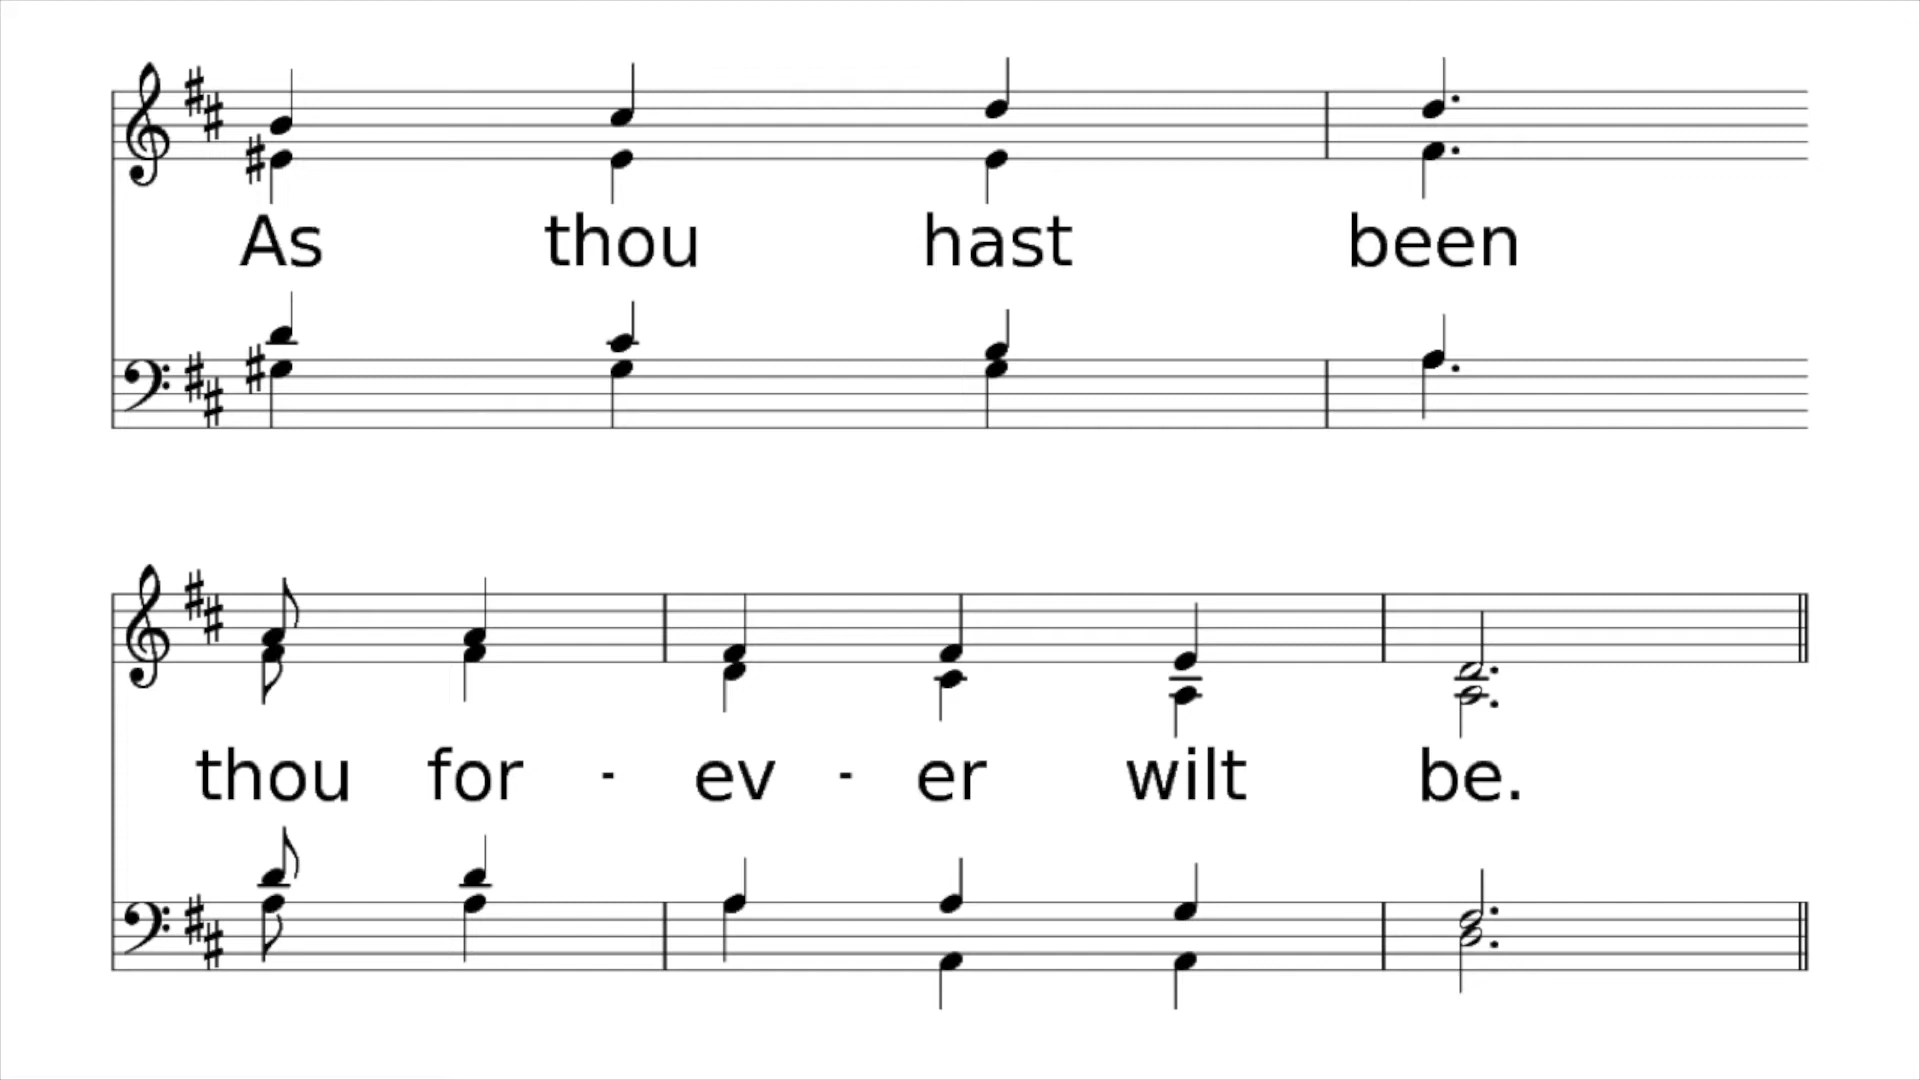 As thou hast been
thou for - ev - er wilt be.